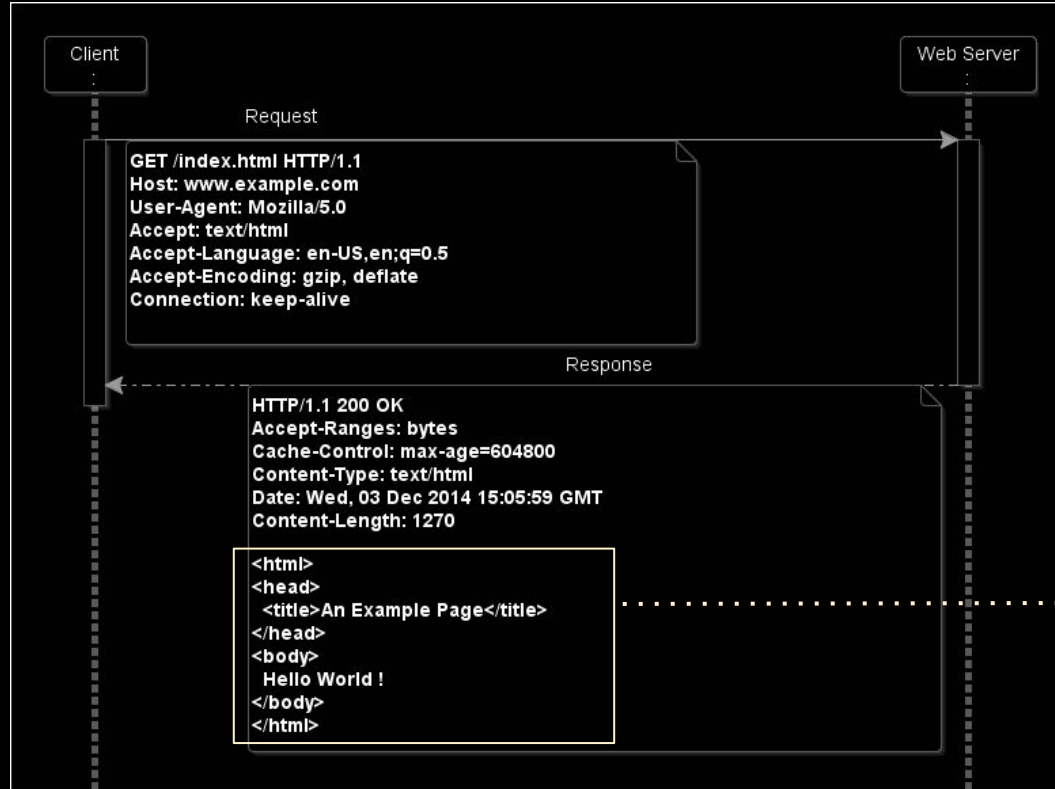 Client
:
Web Server
:
Request
GET /index.html HTTP/1.1
Host: www.example.com
User-Agent: Mozilla/5.0
Accept: text/html
Accept-Language: en-US,en;q=0.5
Accept-Encoding: gzip, deflate
Connection: keep-alive
Response
HTTP/1.1 200 OK
Accept-Ranges: bytes
Cache-Control: max-age=604800
Content-Type: text/html
Date: Wed, 03 Dec 2014 15:05:59 GMT
Content-Length: 1270
<html>
<head>
<title>An Example Page</title>
</head>
<body>
Hello World !
</body>
</html>